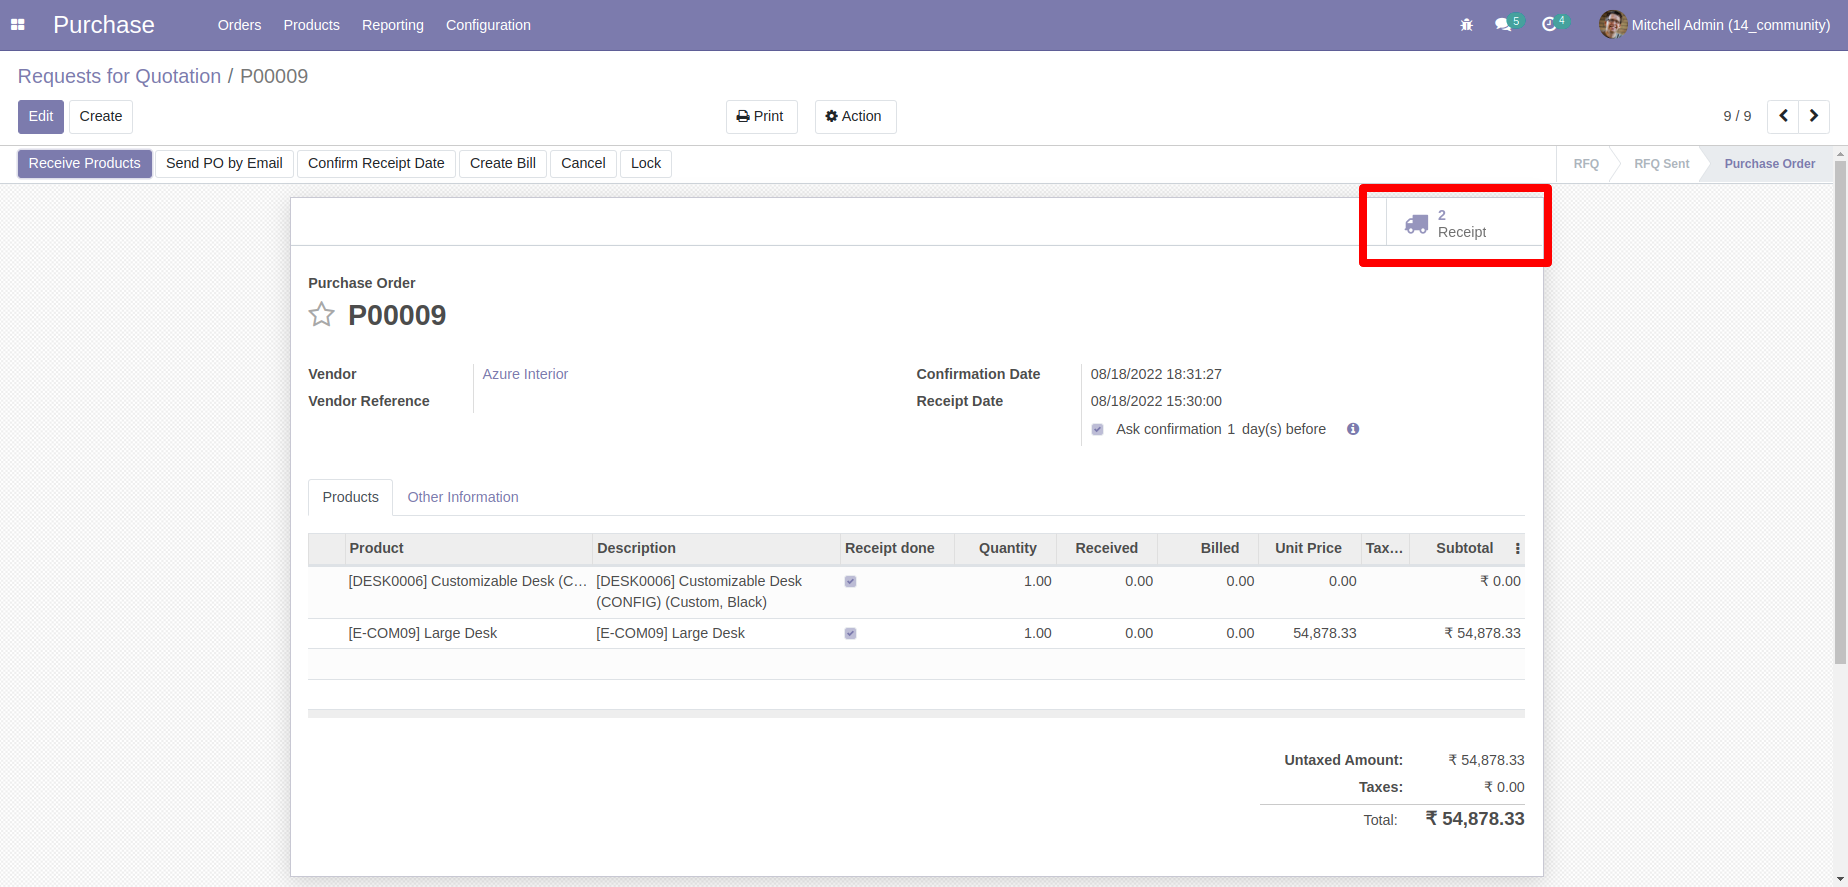 Purchase Orders Products Reporting Configuration 5 4 Mitchell Admin (14_community)
Requests for Quotation / P00009
Edit Create Print Action 9 / 9
Receive Products Send PO by Email Confirm Receipt Date Create Bill Cancel Lock RFQ RFQ Sent Purchase Order
2
Receipt
Purchase Order
P00009
Vendor Azure Interior Confirmation Date 08/18/2022 18:31:27
Vendor Reference Receipt Date 08/18/2022 15:30:00
Ask confirmation 1 day(s) before
Products Other Information
Product Description Receipt done Quantity Received Billed Unit Price Tax... Subtotal
[DESK0006] Customizable Desk (C... [DESK0006] Customizable Desk 1.00 0.00 0.00 0.00 ₹ 0.00
(CONFIG) (Custom, Black)
[E-COM09] Large Desk [E-COM09] Large Desk 1.00 0.00 0.00 54,878.33 ₹ 54,878.33
Untaxed Amount: ₹ 54,878.33
Taxes: ₹ 0.00
Total: ₹ 54,878.33